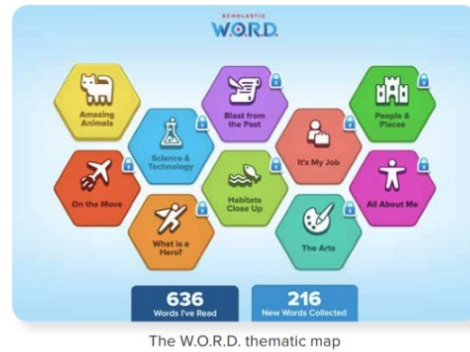 SCHOLASTIC
W.O.R.D.
Amazing
Animals
Blast from
the Past
People &
Places
Science &
Technology
It's My Job
On the Move
Habitats
Close Up
All About Me
What is a
Hero?
The Arts
636
Words I've Read
216
New Words Collected
The W.O.R.D. thematic map